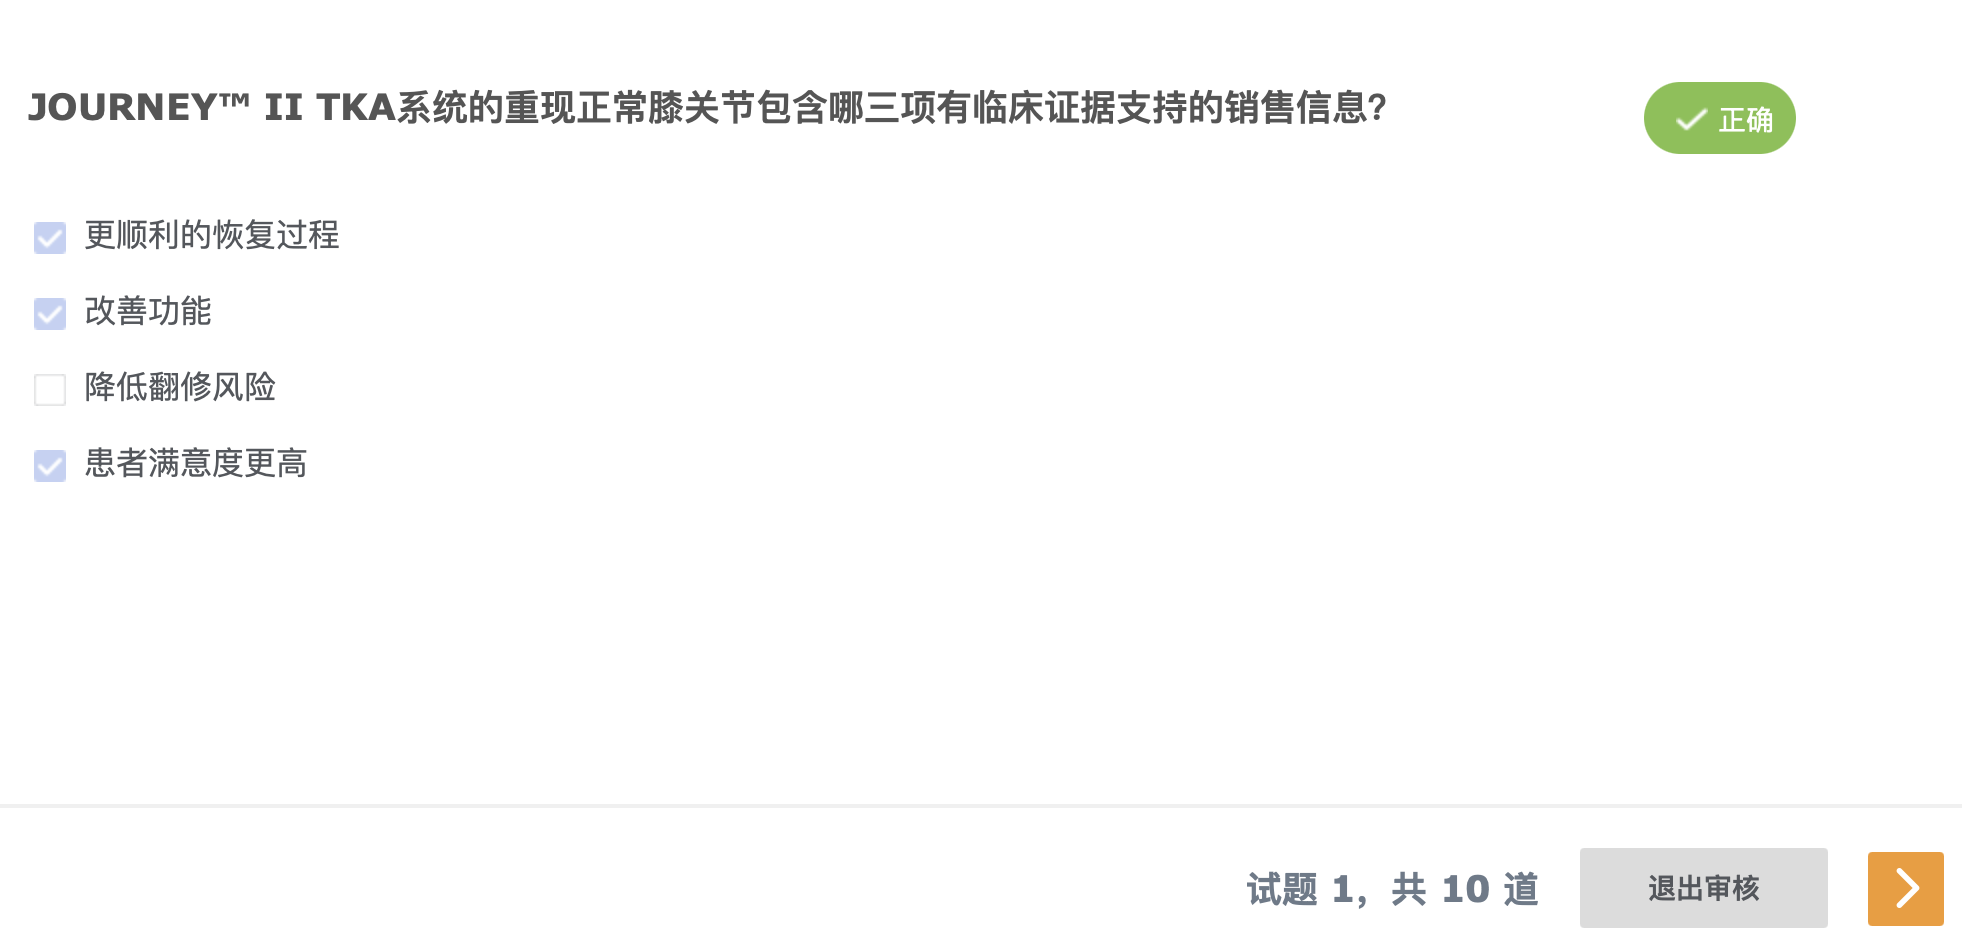 JOURNEY™ II TKA系统的重现正常膝关节包含哪三项有临床证据支持的销售信息?
正确
更顺利的恢复过程
改善功能
降低翻修风险
患者满意度更高
试题 1，共 10 道
退出审核